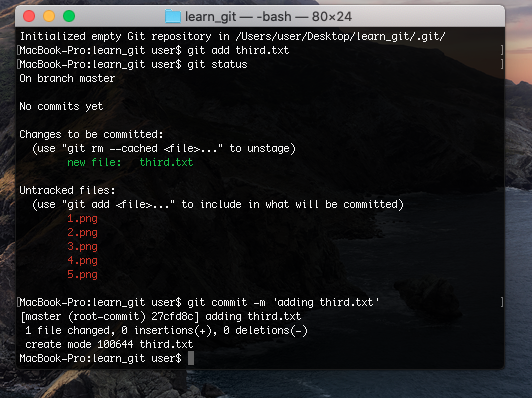 learn_git — -bash — 80×24
Initialized empty Git repository in /Users/user/Desktop/learn_git/.git/
[MacBook-Pro:learn_git user$ git add third.txt ]
[MacBook-Pro:learn_git user$ git status ]
On branch master
No commits yet
Changes to be committed:
(use "git rm --cached <file>..." to unstage)
new file: third.txt
Untracked files:
(use "git add <file>..." to include in what will be committed)
1.png
2.png
3.png
4.png
5.png
[MacBook-Pro:learn_git user$ git commit -m 'adding third.txt' ]
[master (root-commit) 27cfd8c] adding third.txt
1 file changed, 0 insertions(+), 0 deletions(-)
create mode 100644 third.txt
MacBook-Pro:learn_git user$